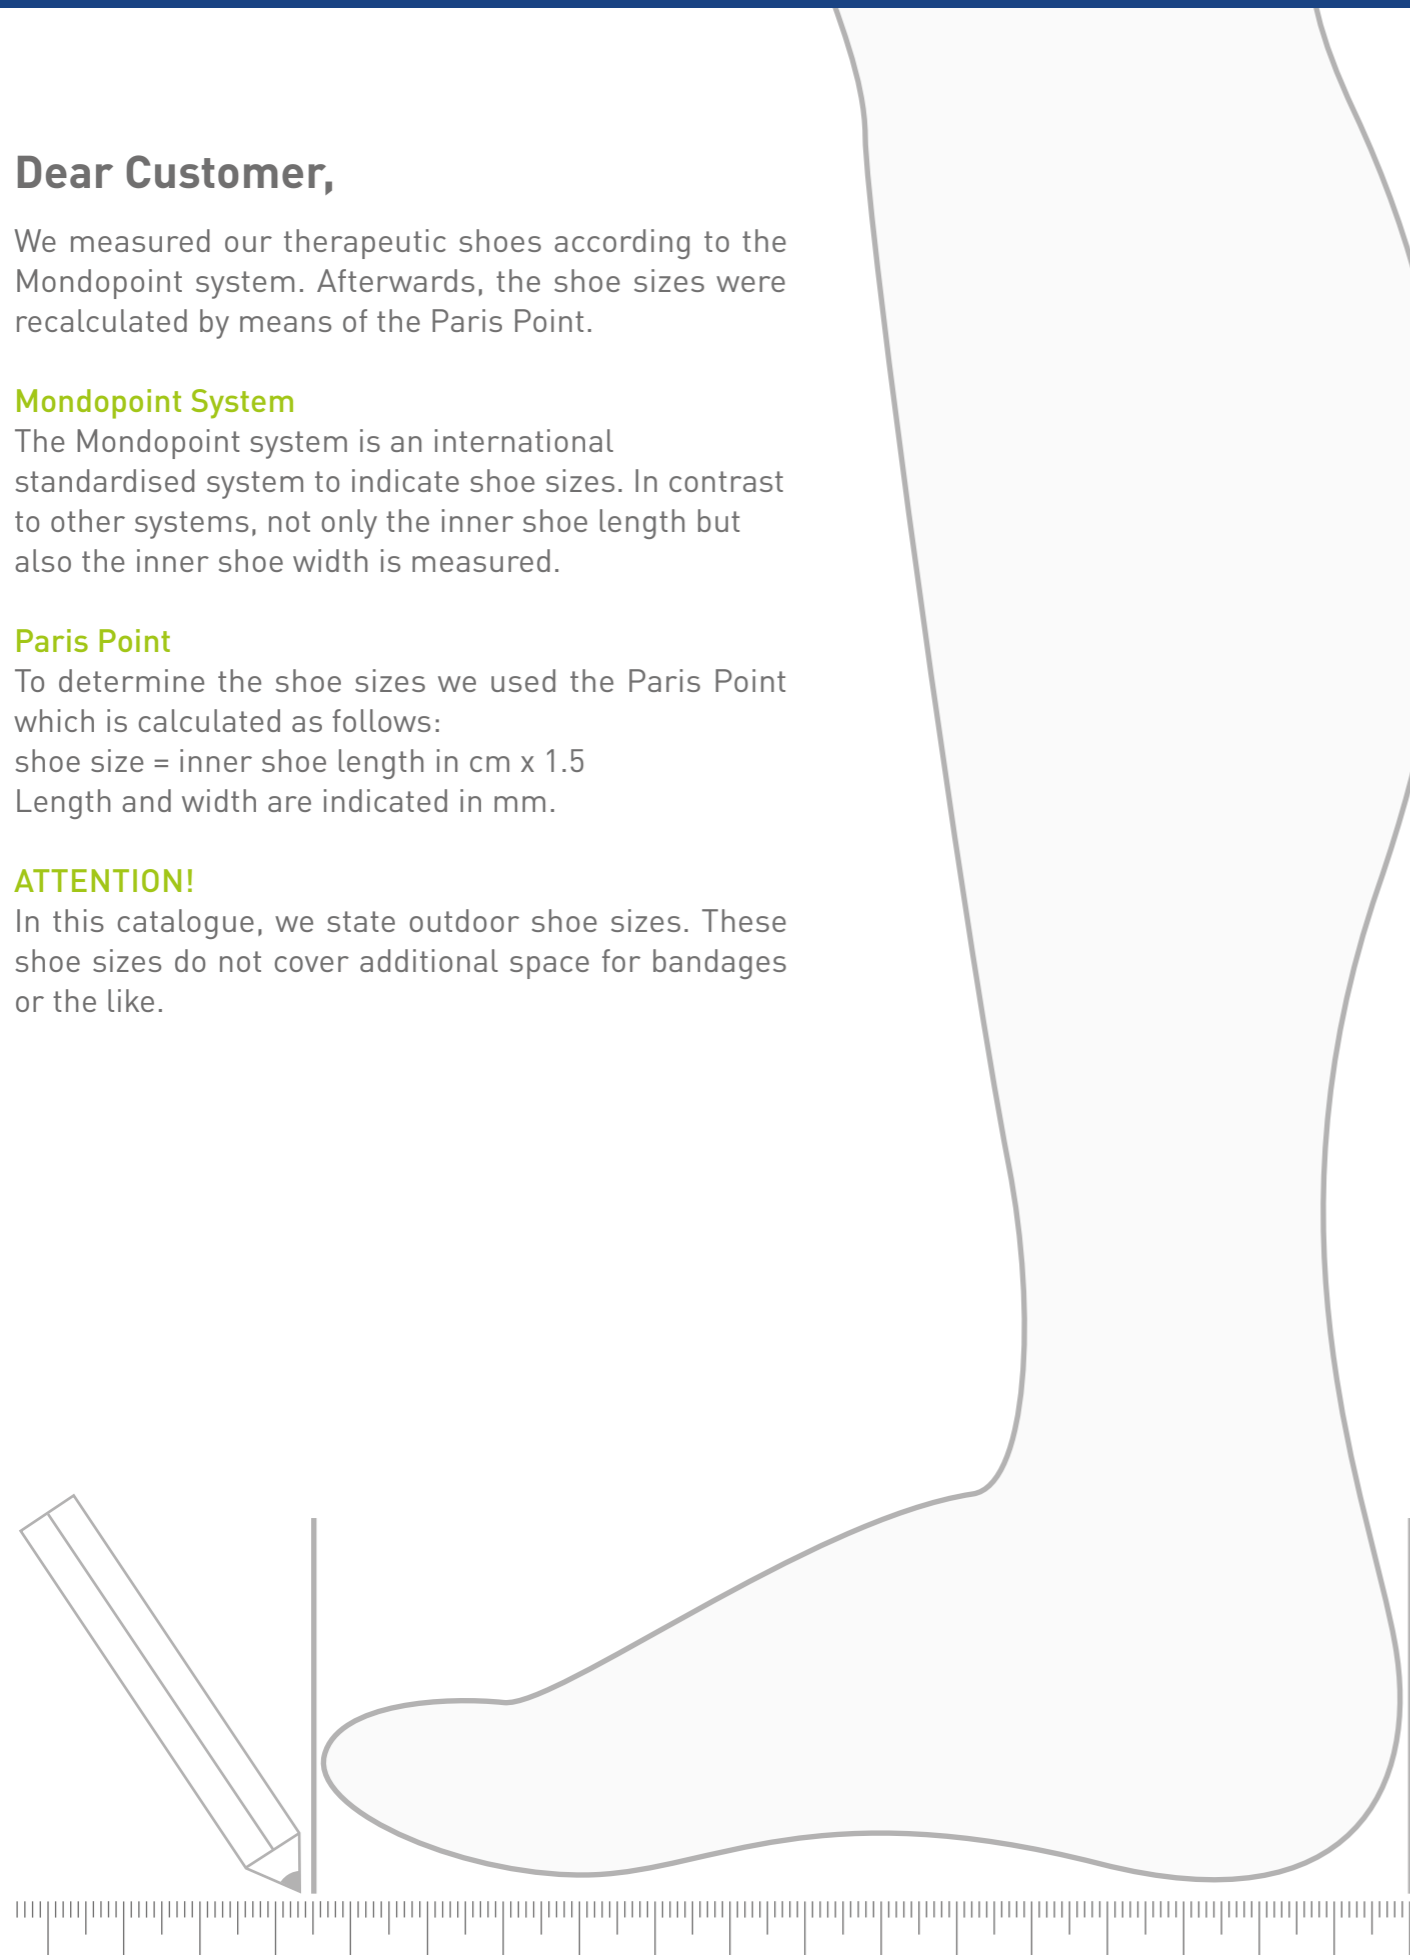 Dear Customer,
We measured our therapeutic shoes according to the
Mondopoint system. Afterwards, the shoe sizes were
recalculated by means of the Paris Point.
Mondopoint System
The Mondopoint system is an international
standardised system to indicate shoe sizes. In contrast
to other systems, not only the inner shoe length but
also the inner shoe width is measured.
Paris Point
To determine the shoe sizes we used the Paris Point
which is calculated as follows:
shoe size = inner shoe length in cm x 1.5
Length and width are indicated in mm.
ATTENTION!
In this catalogue, we state outdoor shoe sizes. These
shoe sizes do not cover additional space for bandages
or the like.